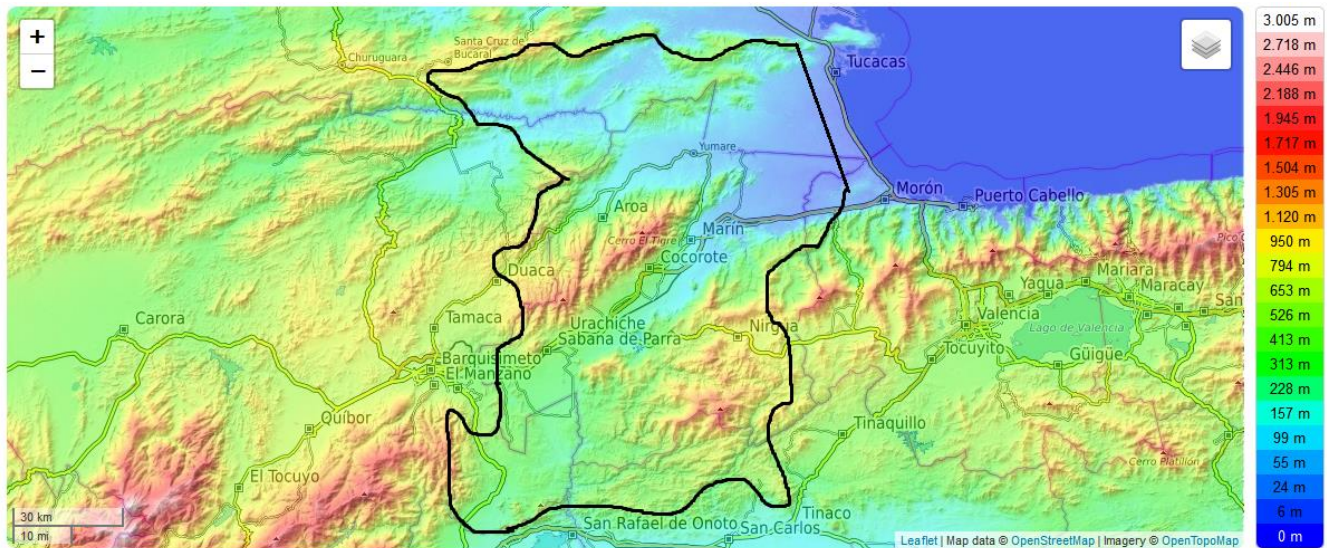 +
−
Santa Cruz de
Bucaral
Churuguara
Tucacas
Yumare
Morón
Puerto Cabello
Aroa
Marín
Cerro El Tigre
Cocorote
Duaca
Pico
Mariara
Yagua
Maracay
San
Carora
Tamaca
Urachiche
Nirgua
Valencia
Lago de Valencia
Sabana de Parra
Barquisimeto
Tocuyito
Güigüe
El Manzano
Quíbor
Tinaquillo
El Tocuyo
Cerro Platillón
30 km
10 mi
San Rafael de Onoto
San Carlos
Tinaco
Leaflet | Map data © OpenStreetMap | Imagery © OpenTopoMap
3.005 m
2.718 m
2.446 m
2.188 m
1.945 m
1.717 m
1.504 m
1.305 m
1.120 m
950 m
794 m
653 m
526 m
413 m
313 m
228 m
157 m
99 m
55 m
24 m
6 m
0 m